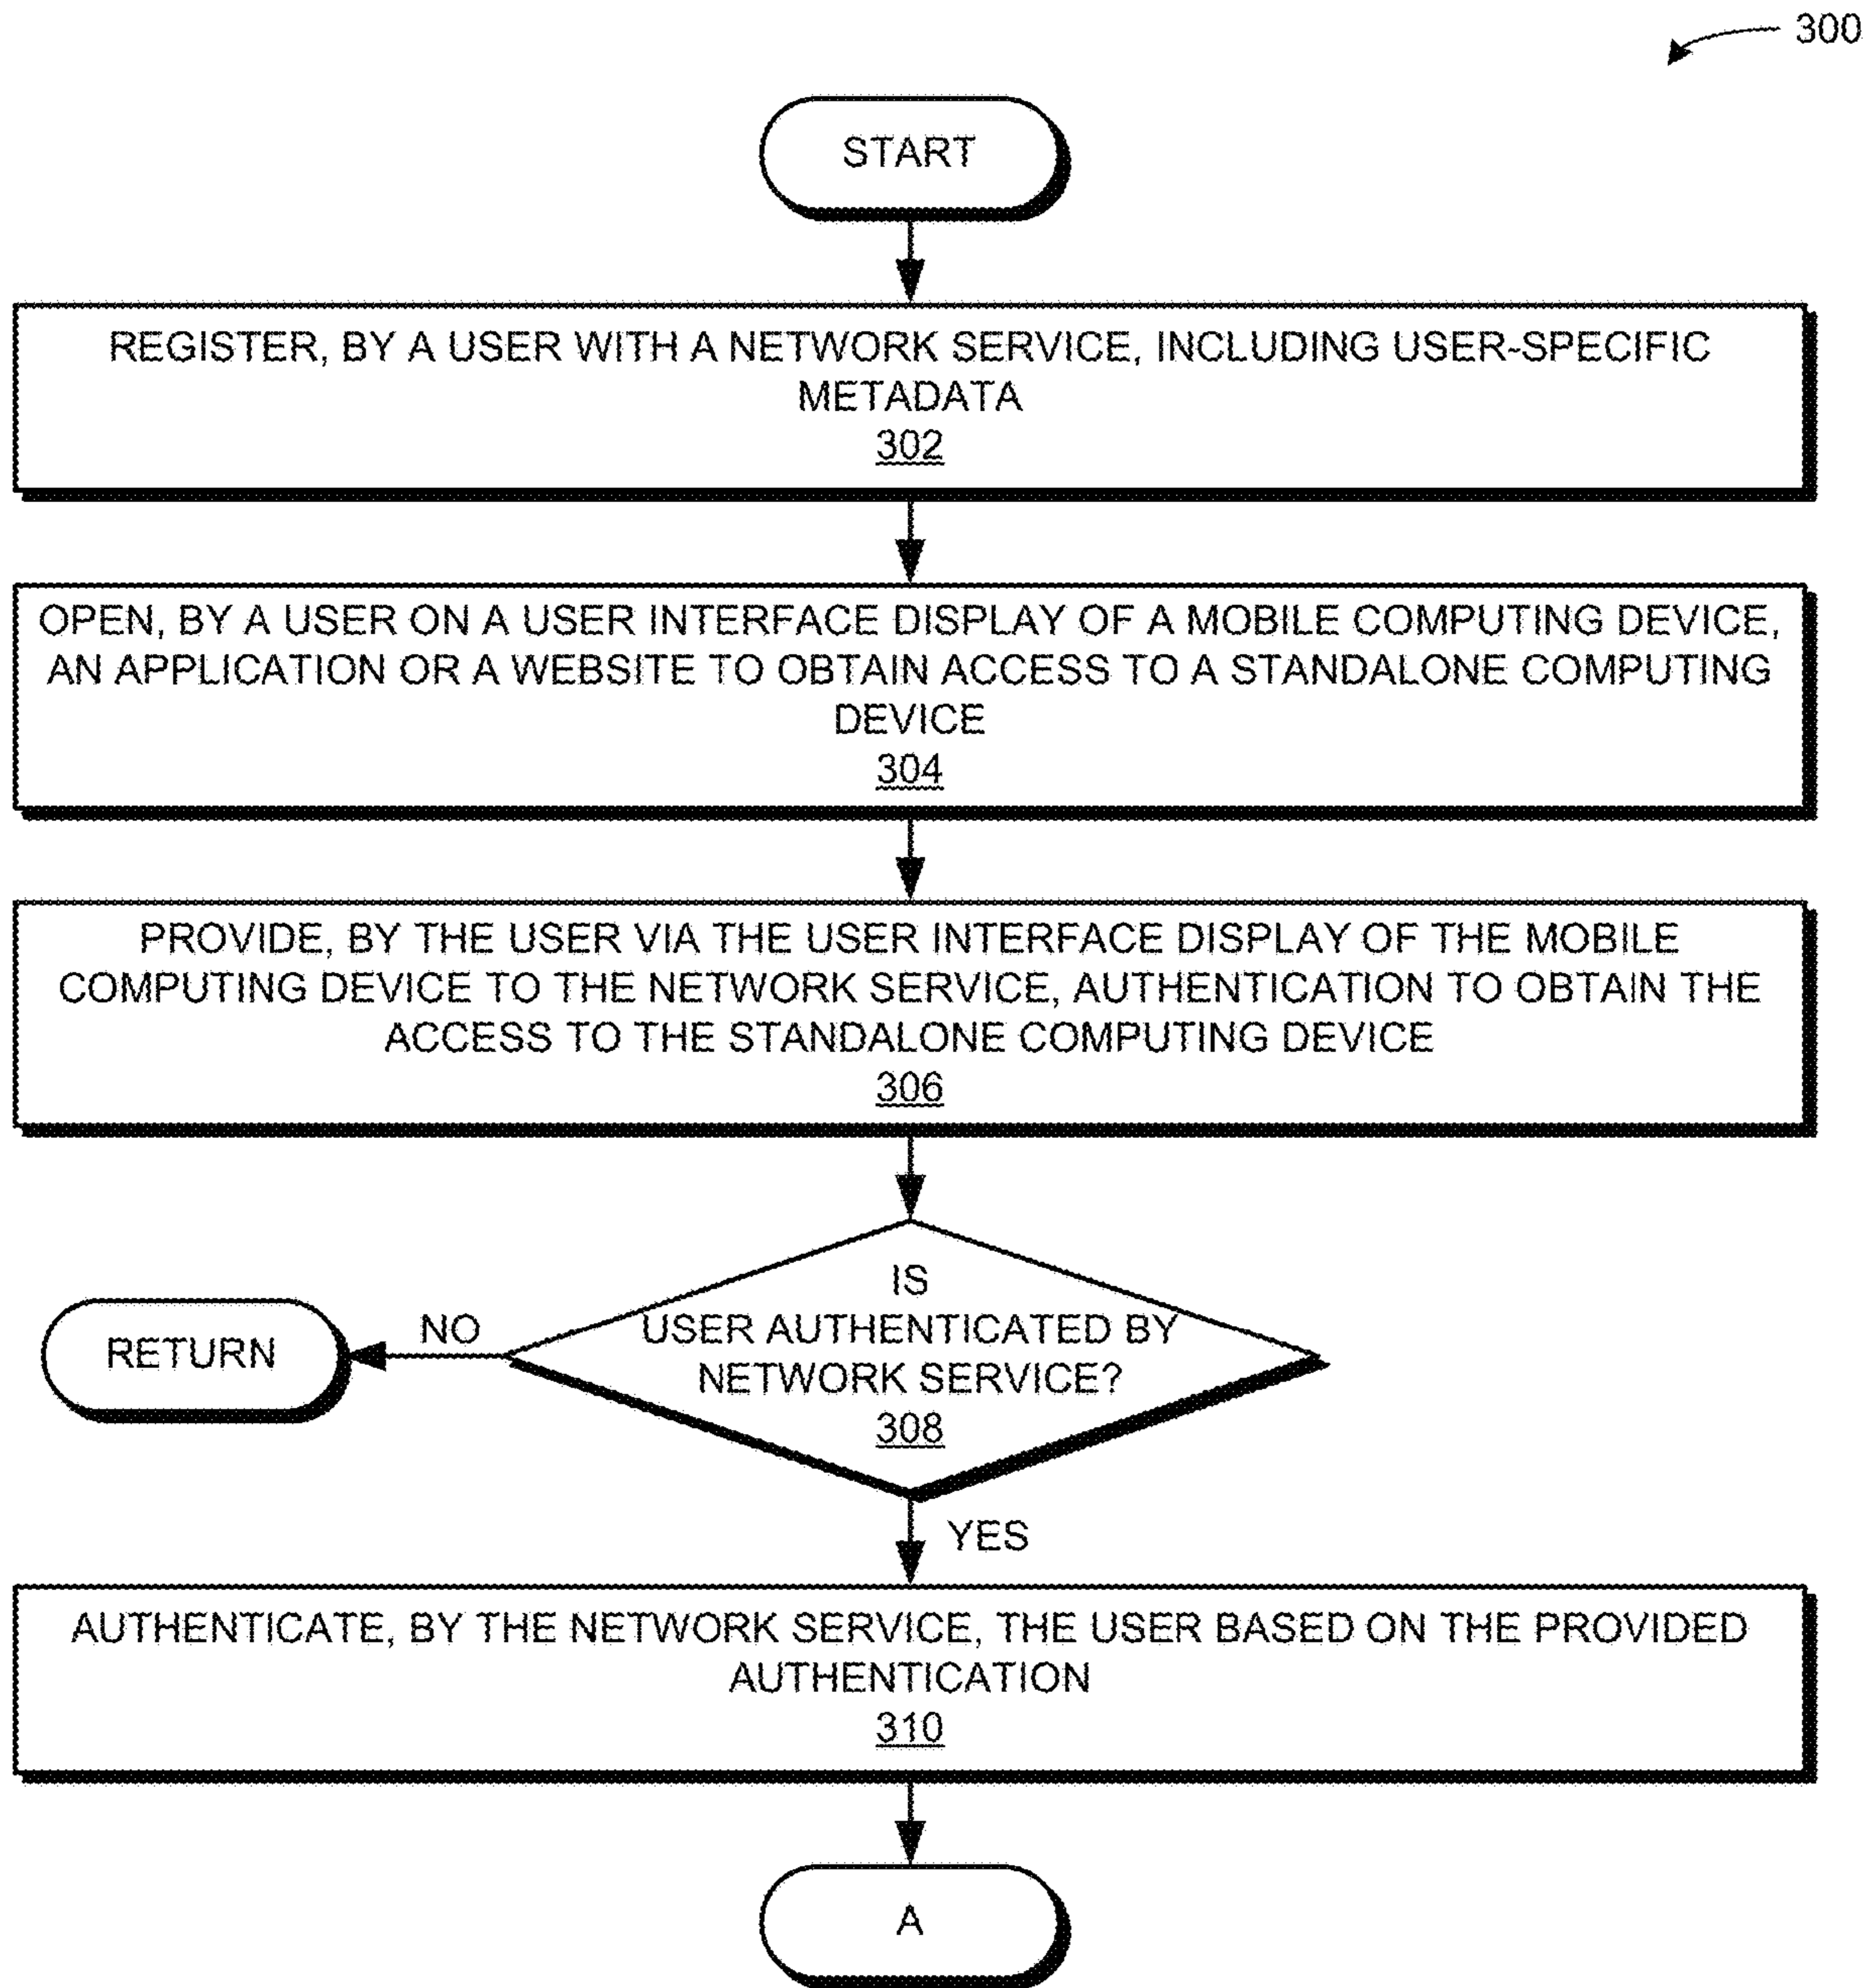 300
START
REGISTER, BY A USER WITH A NETWORK SERVICE, INCLUDING USER-SPECIFIC
METADATA
302
OPEN, BY A USER ON A USER INTERFACE DISPLAY OF A MOBILE COMPUTING DEVICE,
AN APPLICATION OR A WEBSITE TO OBTAIN ACCESS TO A STANDALONE COMPUTING
DEVICE
304
PROVIDE, BY THE USER VIA THE USER INTERFACE DISPLAY OF THE MOBILE
COMPUTING DEVICE TO THE NETWORK SERVICE, AUTHENTICATION TO OBTAIN THE
ACCESS TO THE STANDALONE COMPUTING DEVICE
306
IS
USER AUTHENTICATED BY
NETWORK SERVICE?
308
NO
RETURN
YES
AUTHENTICATE, BY THE NETWORK SERVICE, THE USER BASED ON THE PROVIDED
AUTHENTICATION
310
A